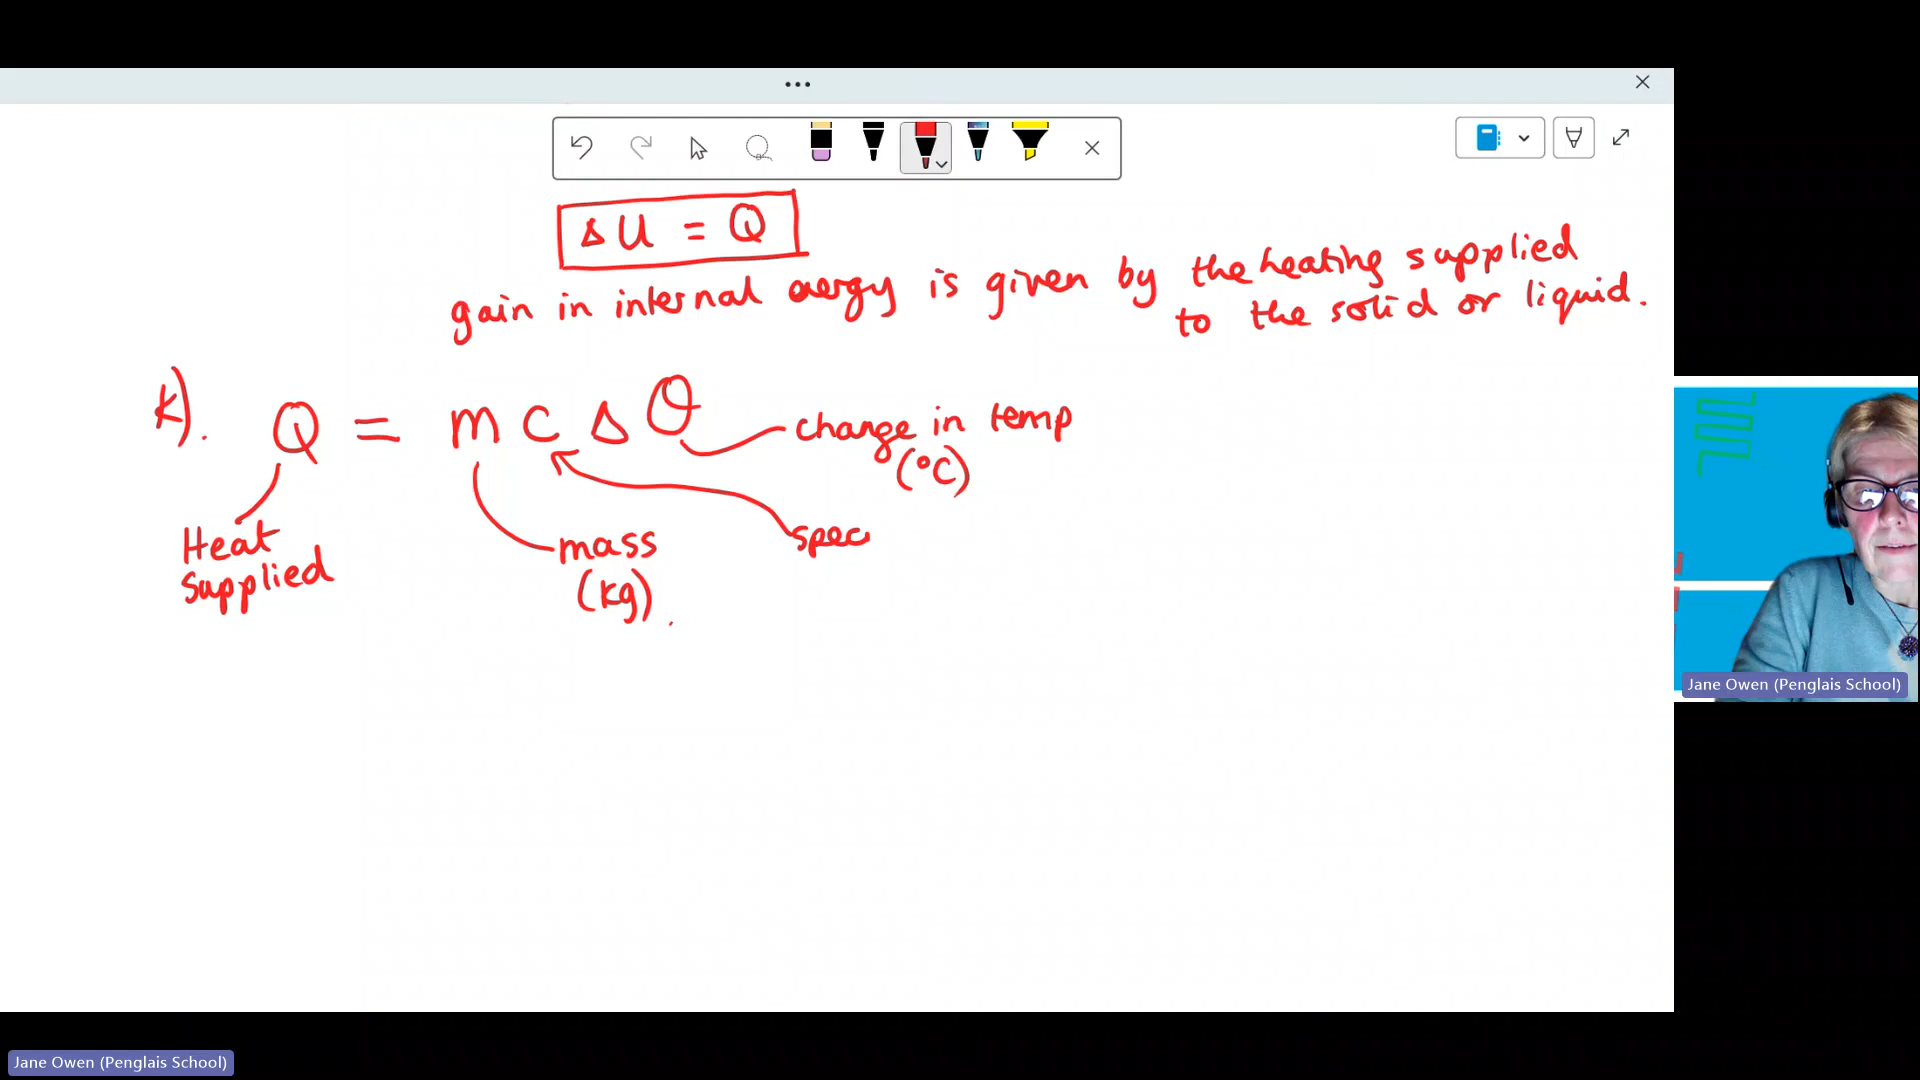 ΔU = Q
gain in internal energy is given by the heating supplied
to the solid or liquid.
k). Q = m c Δ θ
change in temp
(°C)
Heat
Supplied
mass
(kg).
spec
Jane Owen (Penglais School)
Jane Owen (Penglais School)